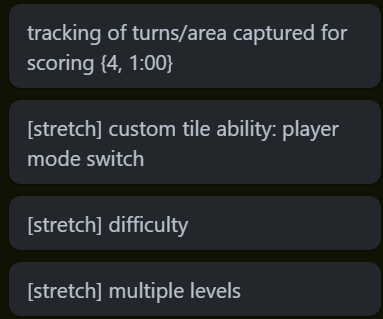 tracking of turns/area captured for
scoring {4, 1:00}
[stretch] custom tile ability: player
mode switch
[stretch] difficulty
[stretch] multiple levels